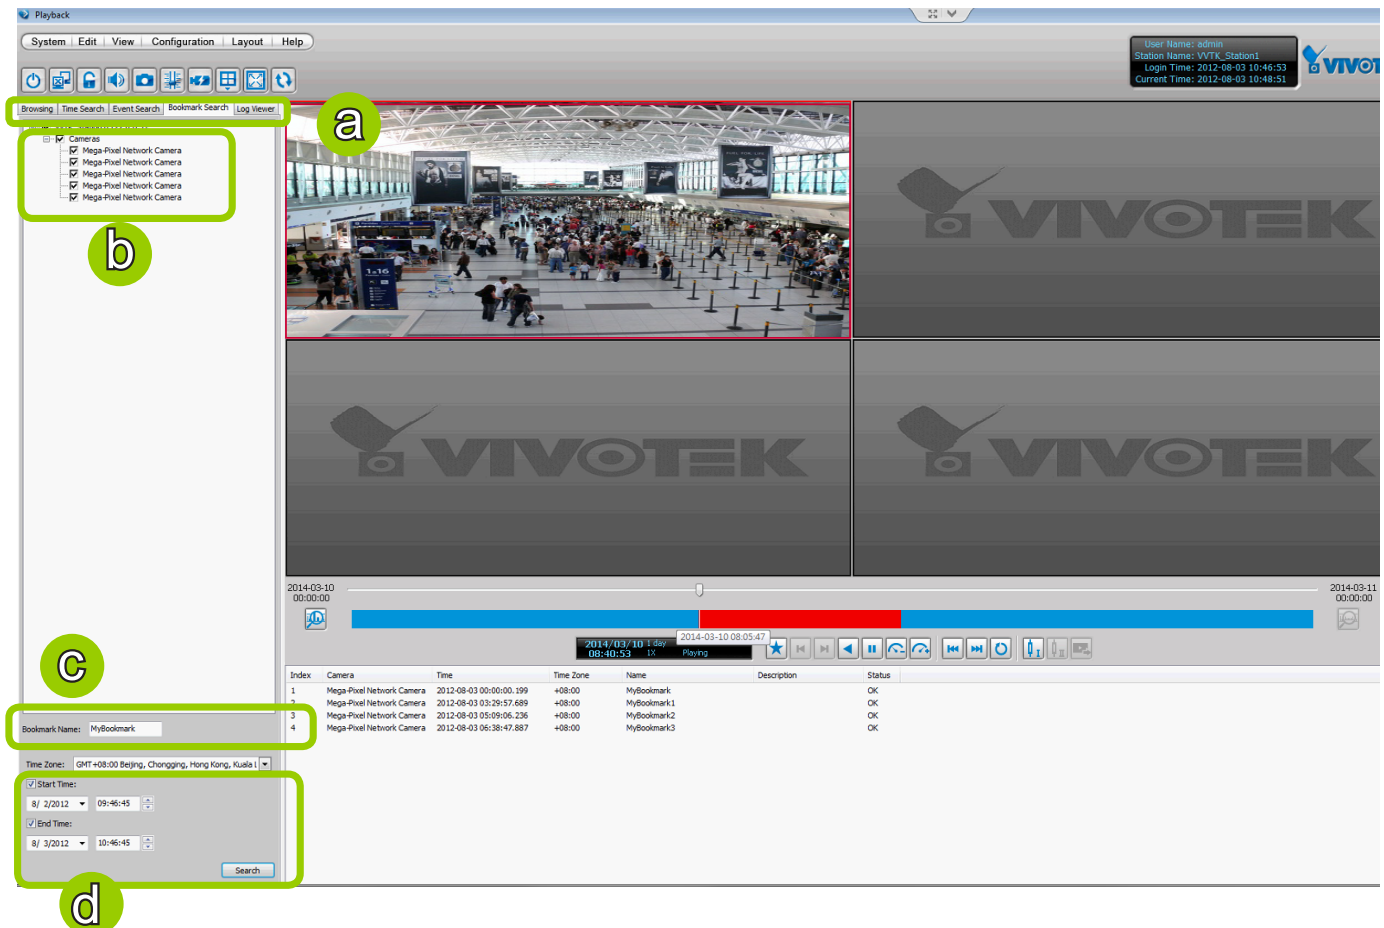 Playback
System Edit View Configuration Layout Help
User Name: admin
Station Name: VVTK_Station1
Login Time: 2012-08-03 10:46:53
Current Time: 2012-08-03 10:48:51
VIVOT
Browsing Time Search Event Search Bookmark Search Log Viewer
a
Cameras
Mega-Pixel Network Camera
Mega-Pixel Network Camera
Mega-Pixel Network Camera
Mega-Pixel Network Camera
Mega-Pixel Network Camera
b
1a16
VIVOTEK
VIVOTEK
VIVOTEK
2014-03-10
00:00:00
2014-03-11
00:00:00
2014-03-10 08:05:47
2014/03/10 1 day
08:40:53 1X Playing
Index Camera Time Time Zone Name Description Status
1 Mega-Pixel Network Camera 2012-08-03 00:00:00.199 +08:00 MyBookmark OK
2 Mega-Pixel Network Camera 2012-08-03 03:29:57.689 +08:00 MyBookmark1 OK
3 Mega-Pixel Network Camera 2012-08-03 05:09:06.236 +08:00 MyBookmark2 OK
4 Mega-Pixel Network Camera 2012-08-03 06:38:47.887 +08:00 MyBookmark3 OK
c
Bookmark Name: MyBookmark
Time Zone: GMT+08:00 Beijing, Chongqing, Hong Kong, Kuala L
Start Time:
8/ 2/2012 09:46:45
End Time:
8/ 3/2012 10:46:45
Search
d